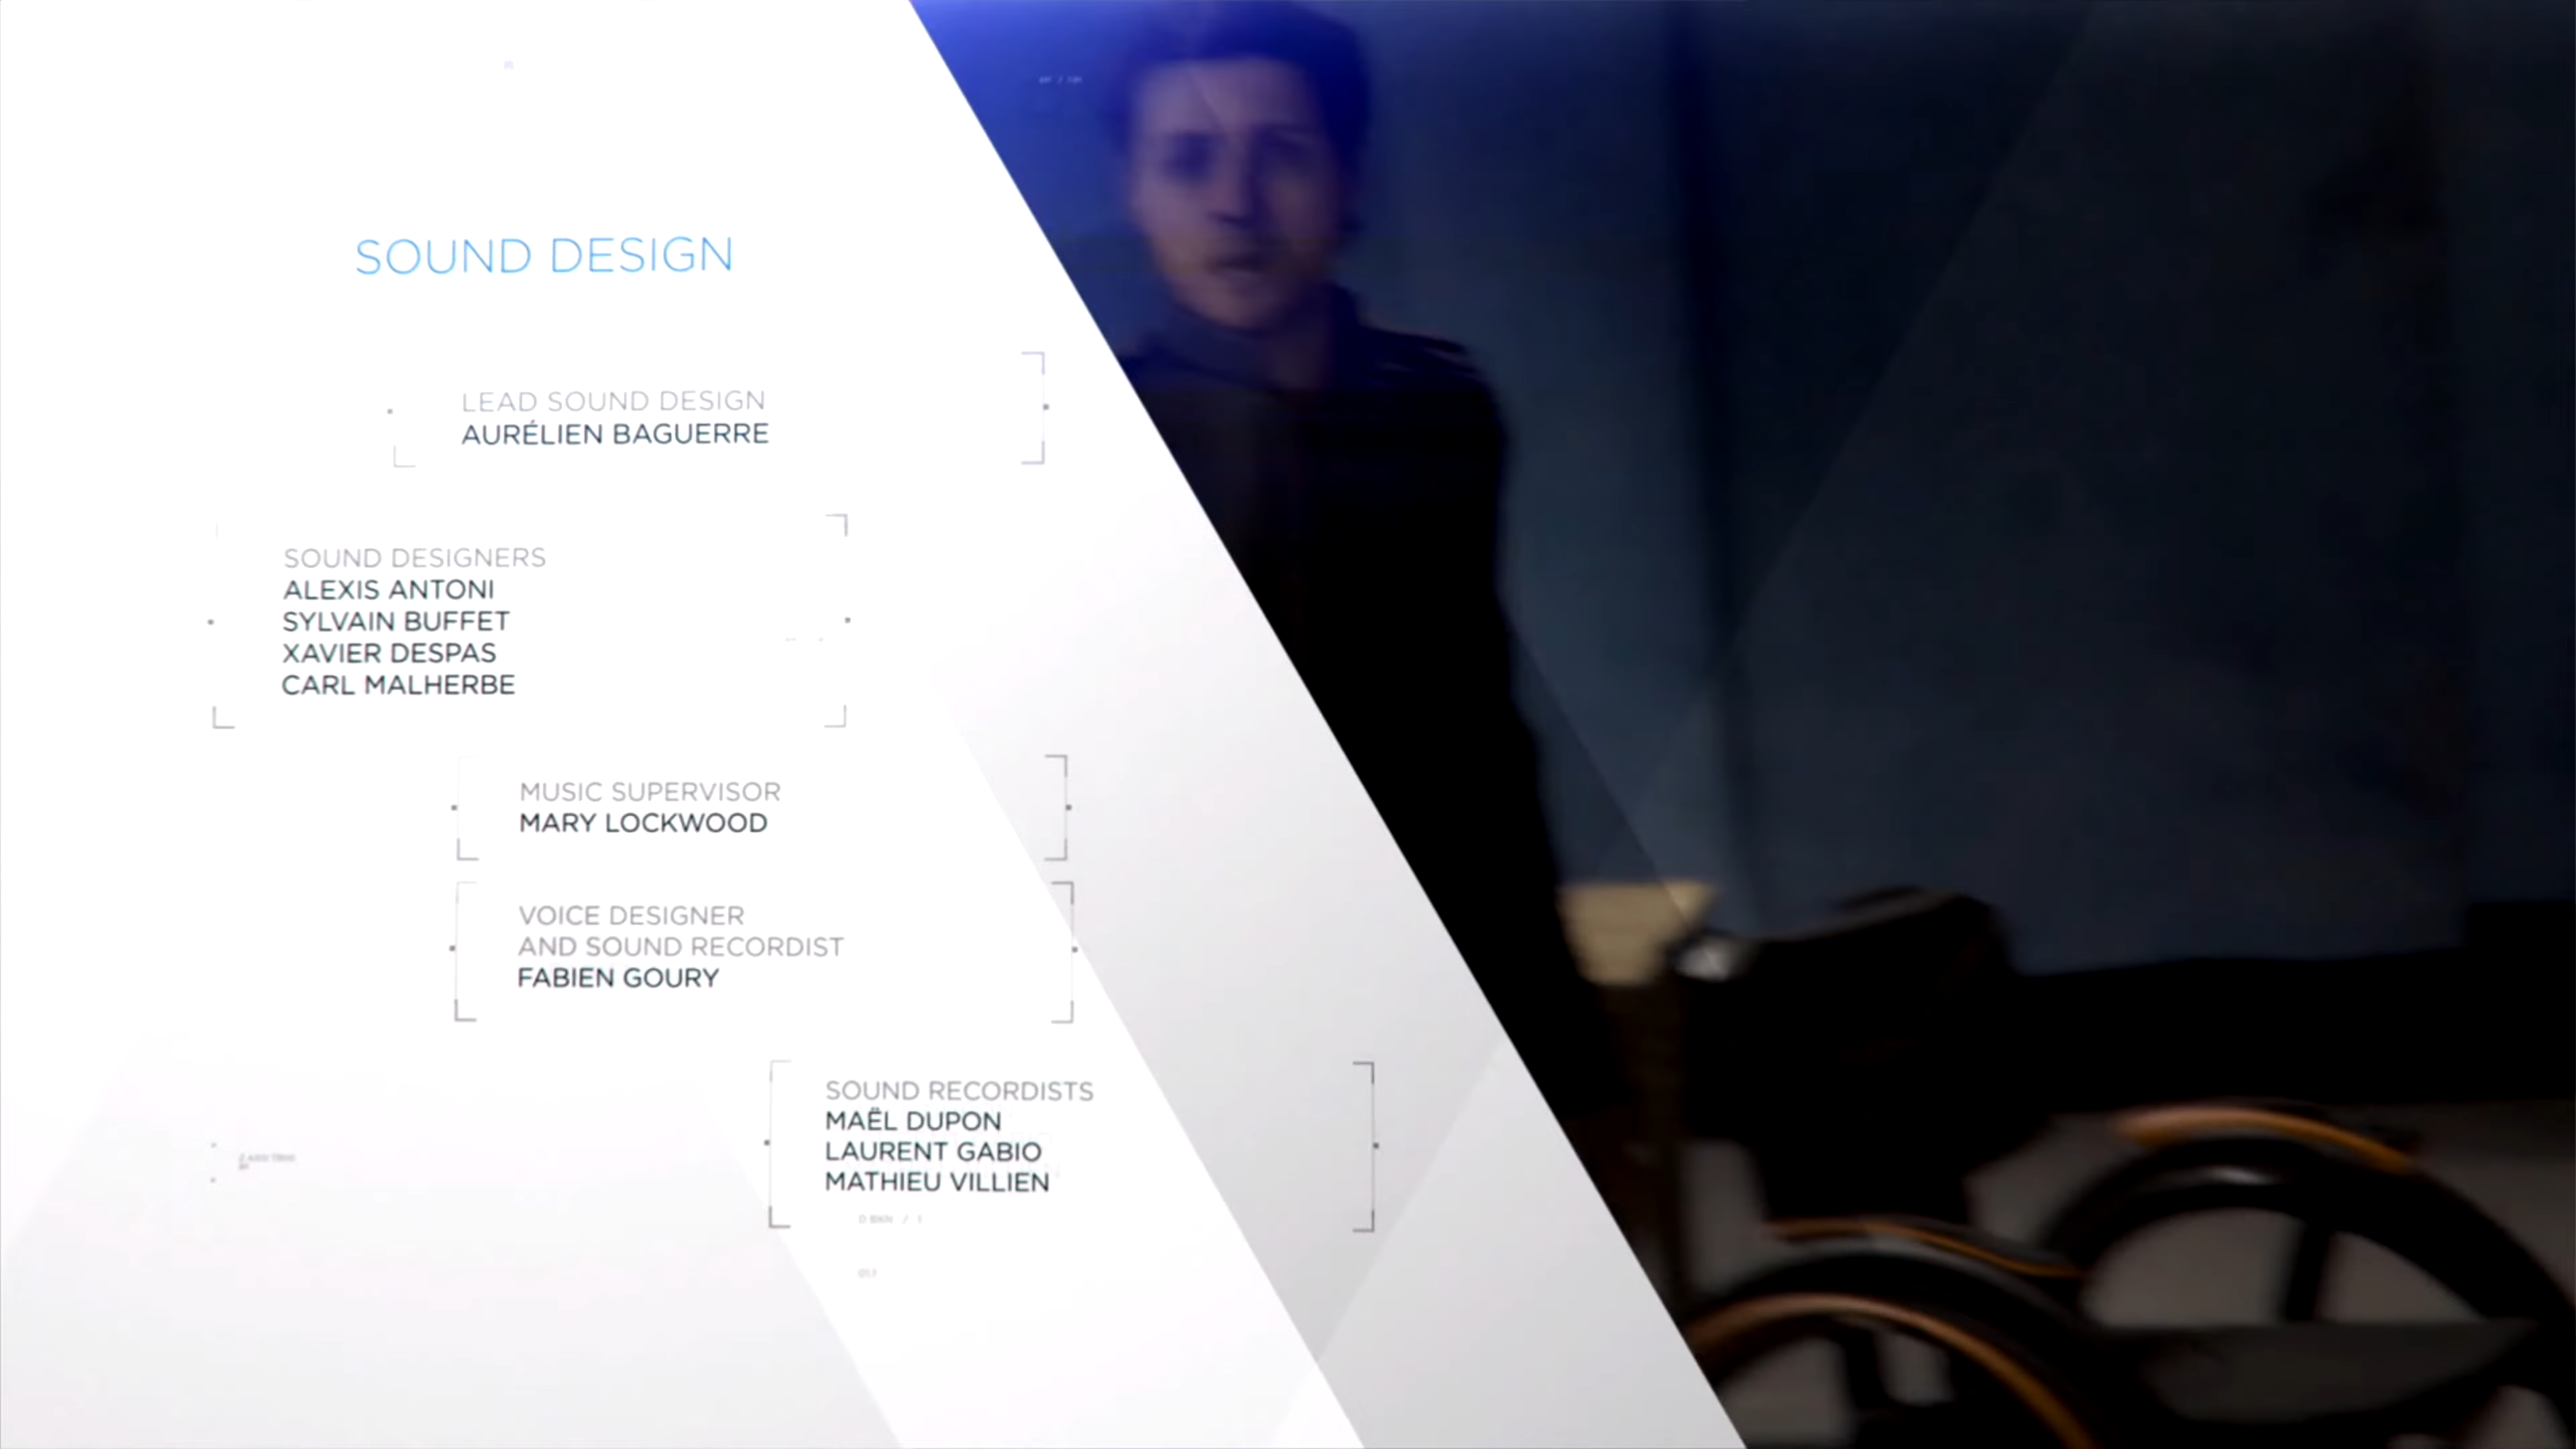 SOUND DESIGN
LEAD SOUND DESIGN
AURÉLIEN BAGUERRE
SOUND DESIGNERS
ALEXIS ANTONI
SYLVAIN BUFFET
XAVIER DESPAS
CARL MALHERBE
MUSIC SUPERVISOR
MARY LOCKWOOD
VOICE DESIGNER
AND SOUND RECORDIST
FABIEN GOURY
SOUND RECORDISTS
MAËL DUPON
LAURENT GABIO
MATHIEU VILLIEN